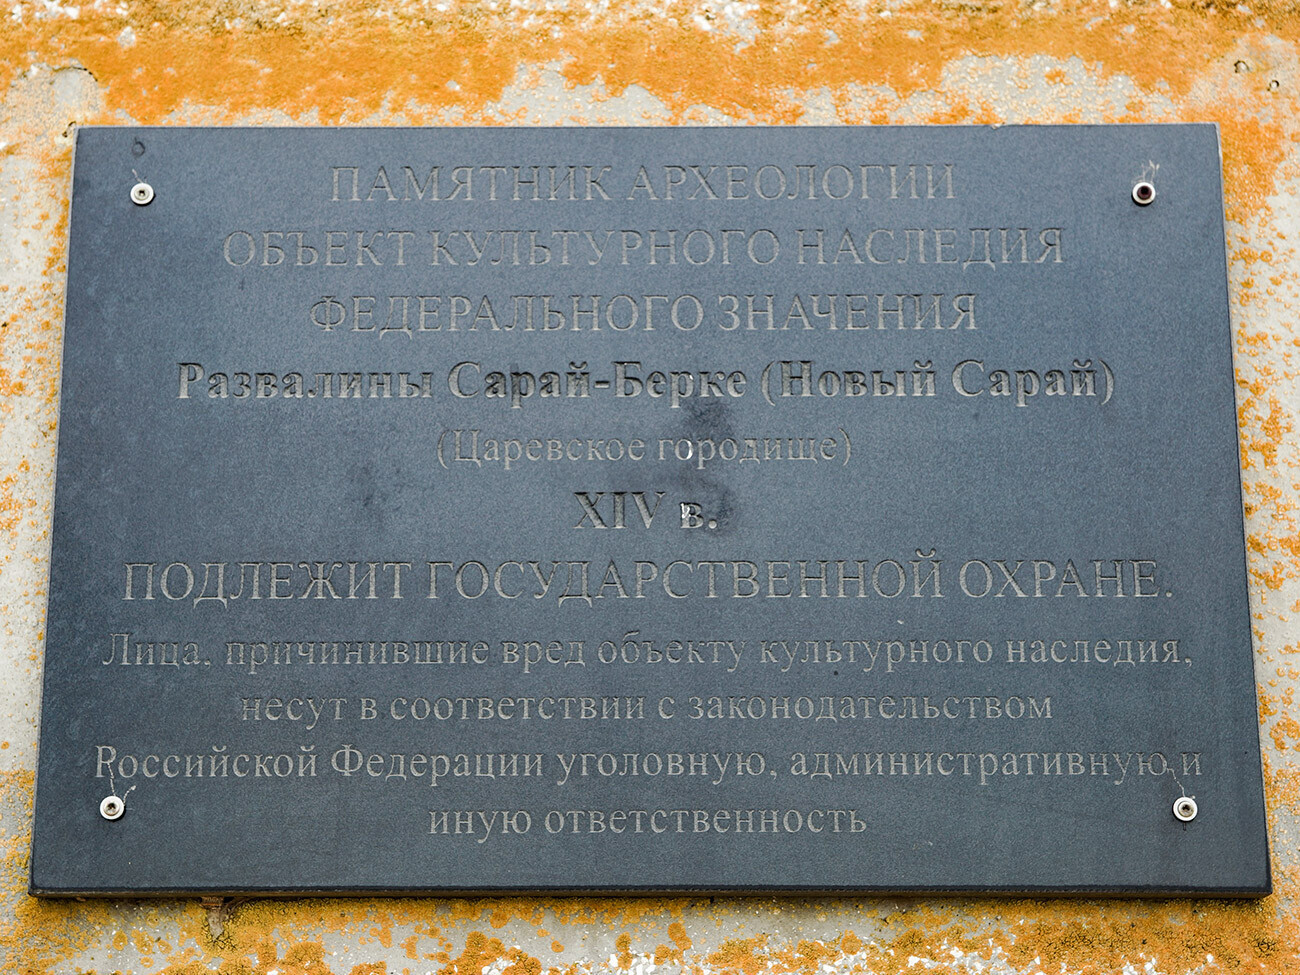 ПАМЯТНИК АРХЕОЛОГИИ
ОБЪЕКТ КУЛЬТУРНОГО НАСЛЕДИЯ
ФЕДЕРАЛЬНОГО ЗНАЧЕНИЯ
Развалины Сарай-Берке (Новый Сарай)
(Царевское городище)
XIV в.
ПОДЛЕЖИТ ГОСУДАРСТВЕННОЙ ОХРАНЕ.
Лица, причинившие вред объекту культурного наследия,
несут в соответствии с законодательством
Российской Федерации уголовную, административную и
иную ответственность